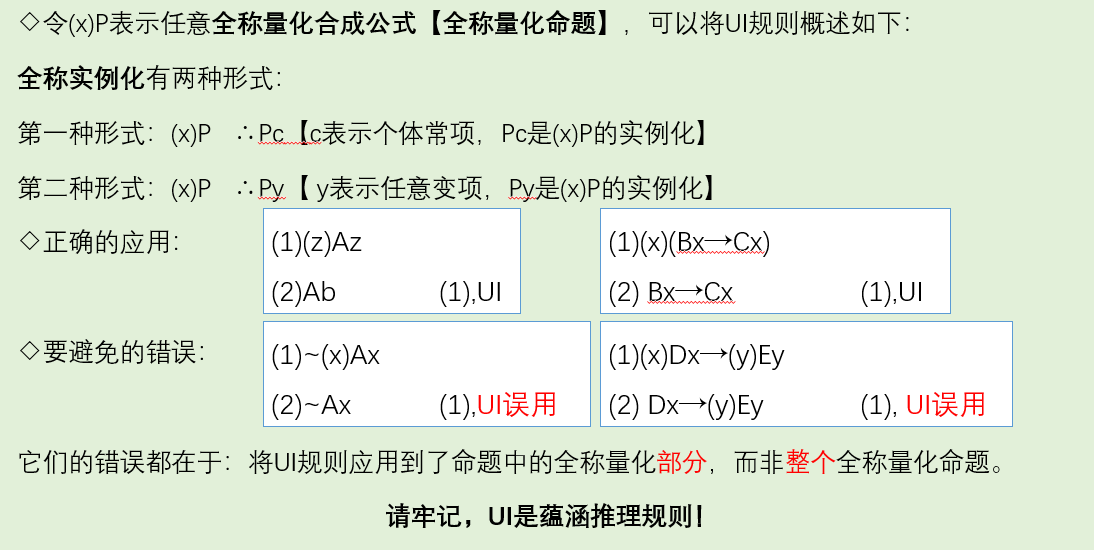 ◇令(x)P表示任意全称量化合成公式【全称量化命题】，可以将UI规则概述如下：
全称实例化有两种形式：
第一种形式：(x)P ∴Pc【c表示个体常项，Pc是(x)P的实例化】
第二种形式：(x)P ∴Py【 y表示任意变项，Py是(x)P的实例化】
◇正确的应用：
(1)(z)Az
(2)Ab (1),UI
(1)(x)(Bx→Cx)
(2) Bx→Cx (1),UI
◇要避免的错误：
(1)~(x)Ax
(2)~Ax (1),UI误用
(1)(x)Dx→(y)Ey
(2) Dx→(y)Ey (1), UI误用
它们的错误都在于：将UI规则应用到了命题中的全称量化部分，而非整个全称量化命题。
请牢记，UI是蕴涵推理规则！